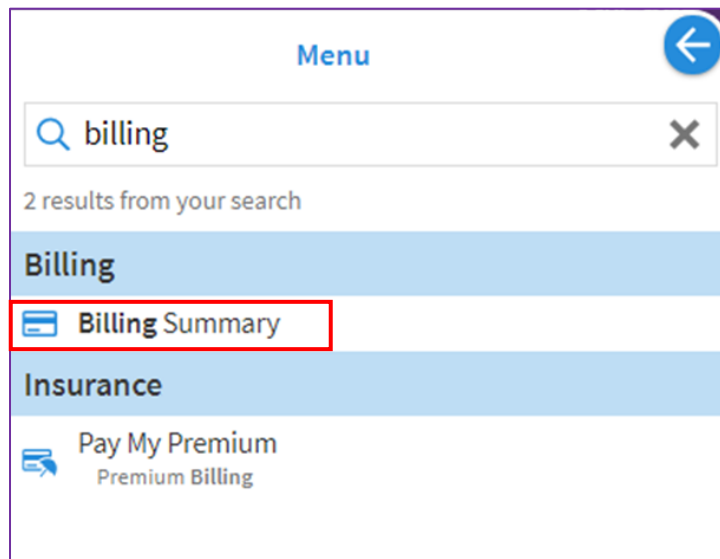 Menu
billing
2 results from your search
Billing
Billing Summary
Insurance
Pay My Premium
Premium Billing